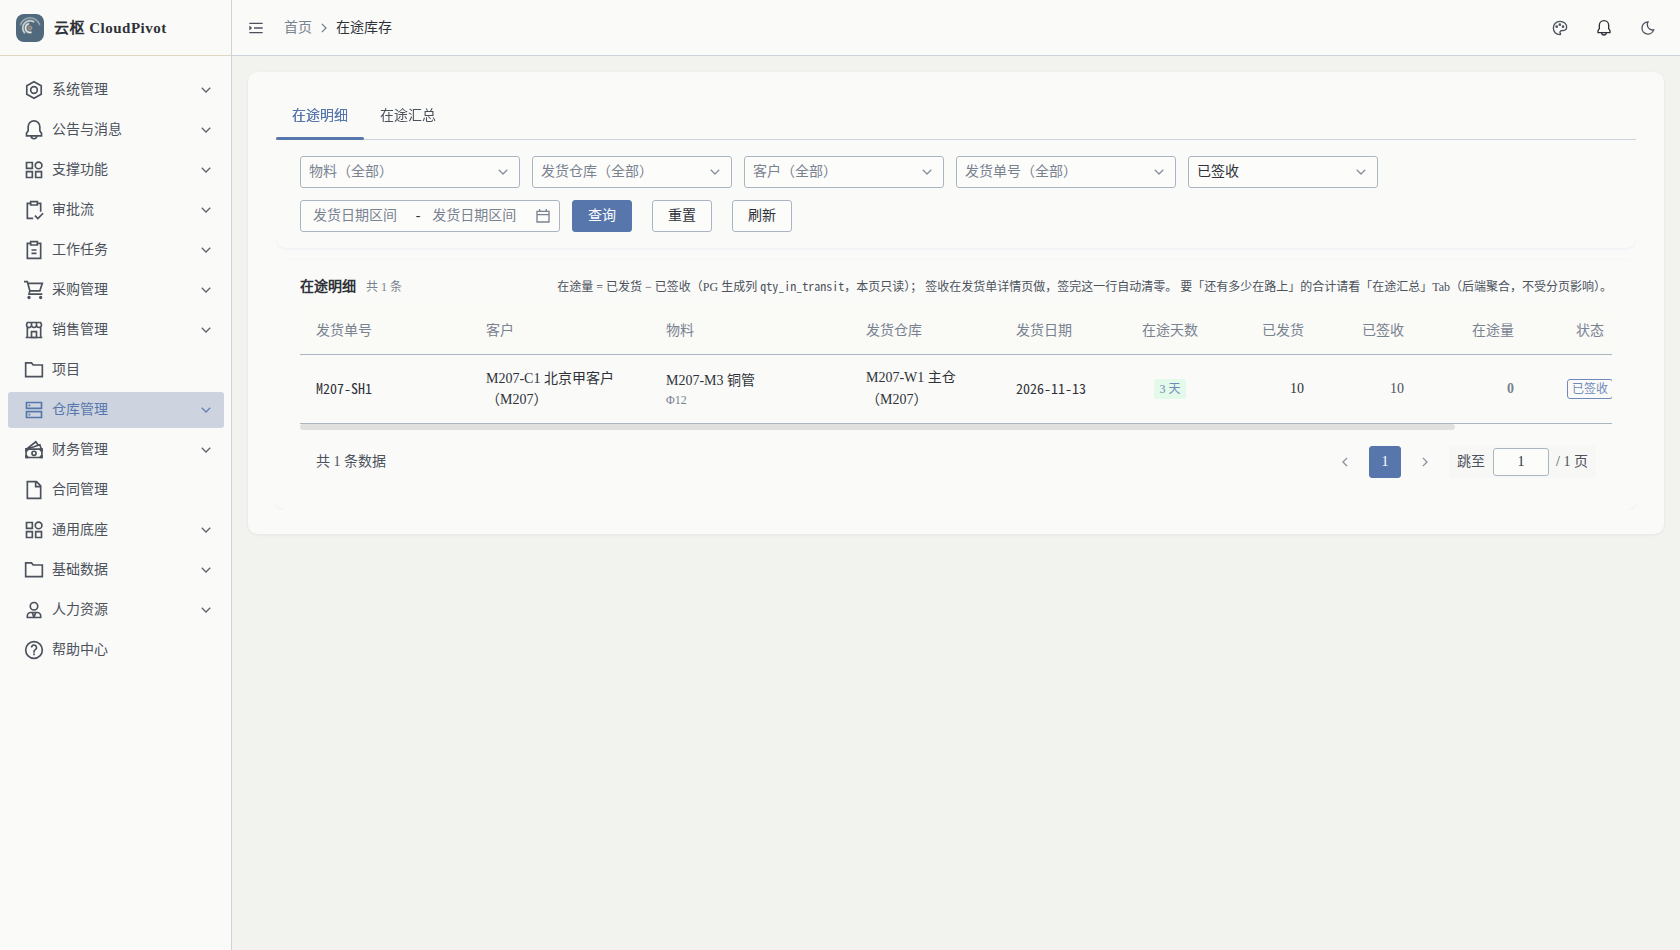 云枢 CloudPivot
首页 > 在途库存
系统管理
公告与消息
支撑功能
审批流
工作任务
采购管理
销售管理
项目
仓库管理
财务管理
合同管理
通用底座
基础数据
人力资源
帮助中心
在途明细 在途汇总
物料（全部） 发货仓库（全部） 客户（全部） 发货单号（全部） 已签收
发货日期区间 - 发货日期区间 查询 重置 刷新
在途明细 共 1 条 在途量 = 已发货 − 已签收（PG 生成列 qty_in_transit，本页只读）； 签收在发货单详情页做，签完这一行自动清零。 要「还有多少在路上」的合计请看「在途汇总」Tab（后端聚合，不受分页影响）。
发货单号 客户 物料 发货仓库 发货日期 在途天数 已发货 已签收 在途量 状态
M207-SH1 M207-C1 北京甲客户（M207） M207-M3 铜管 Φ12 M207-W1 主仓（M207） 2026-11-13 3 天 10 10 0 已签收
共 1 条数据 1 跳至 1 / 1 页